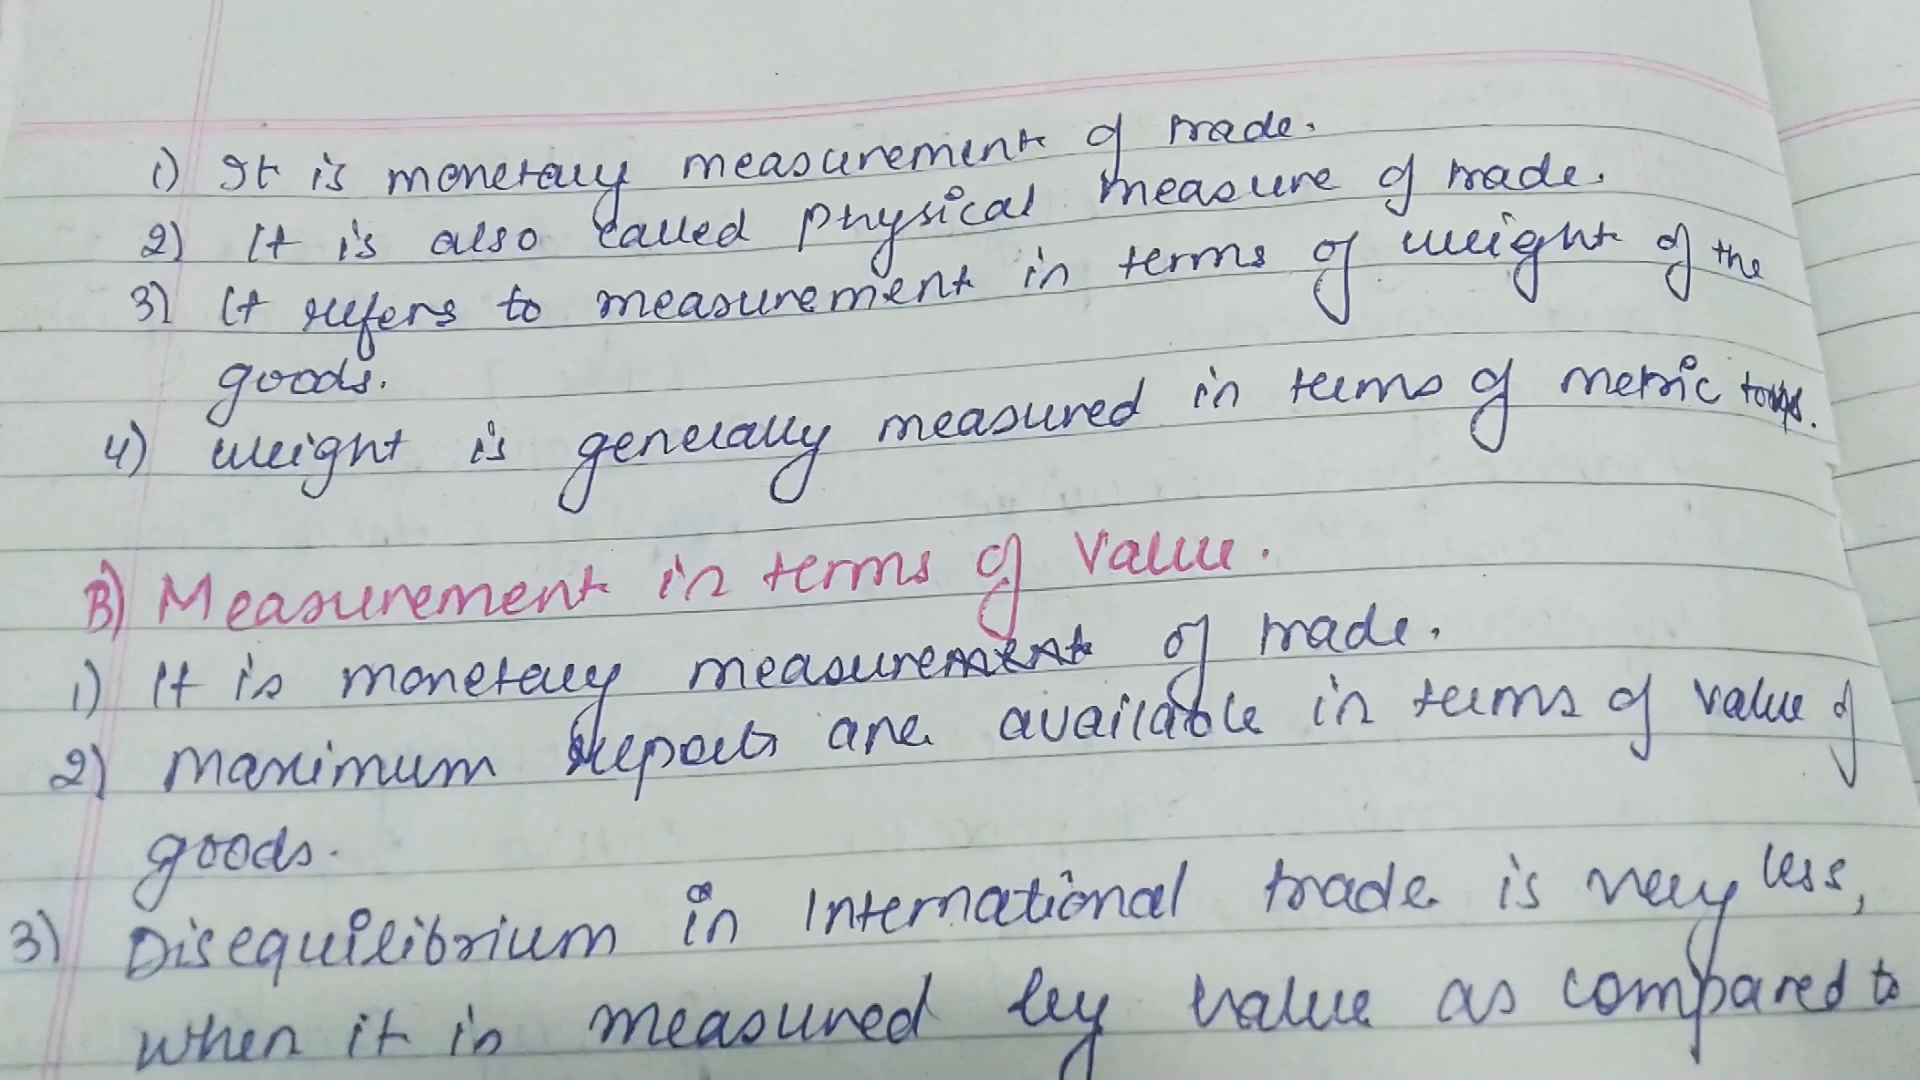 1) It is monetary measurement of trade.
2) It is also called physical measure of trade.
3) It refers to measurement in terms of weight of the
goods.
4) weight is generally measured in terms of metric tons.
B) Measurement in terms of Value.
1) It is monetary measurement of trade.
2) maximum reports are available in terms of value of
goods.
3) Disequilibrium in International trade is very less,
when it is measured by value as compared to